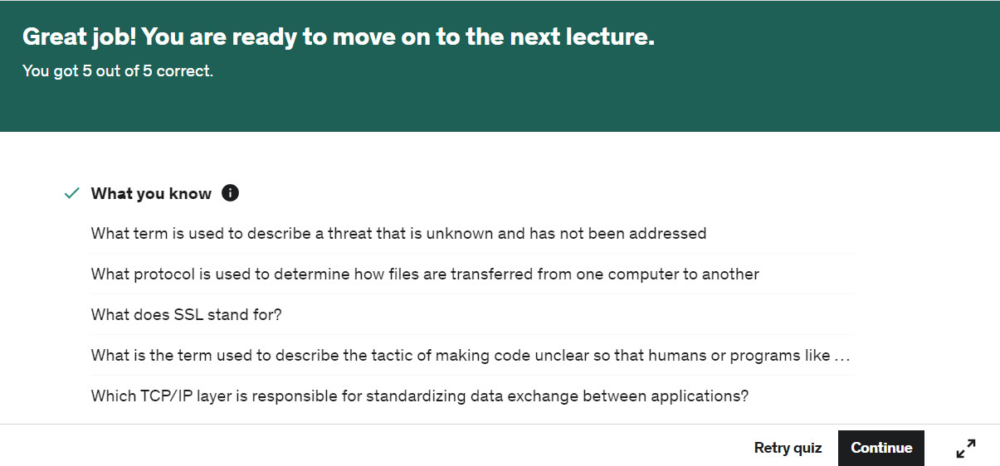 Great job! You are ready to move on to the next lecture.
You got 5 out of 5 correct.
What you know
What term is used to describe a threat that is unknown and has not been addressed
What protocol is used to determine how files are transferred from one computer to another
What does SSL stand for?
What is the term used to describe the tactic of making code unclear so that humans or programs like ...
Which TCP/IP layer is responsible for standardizing data exchange between applications?
Retry quiz Continue